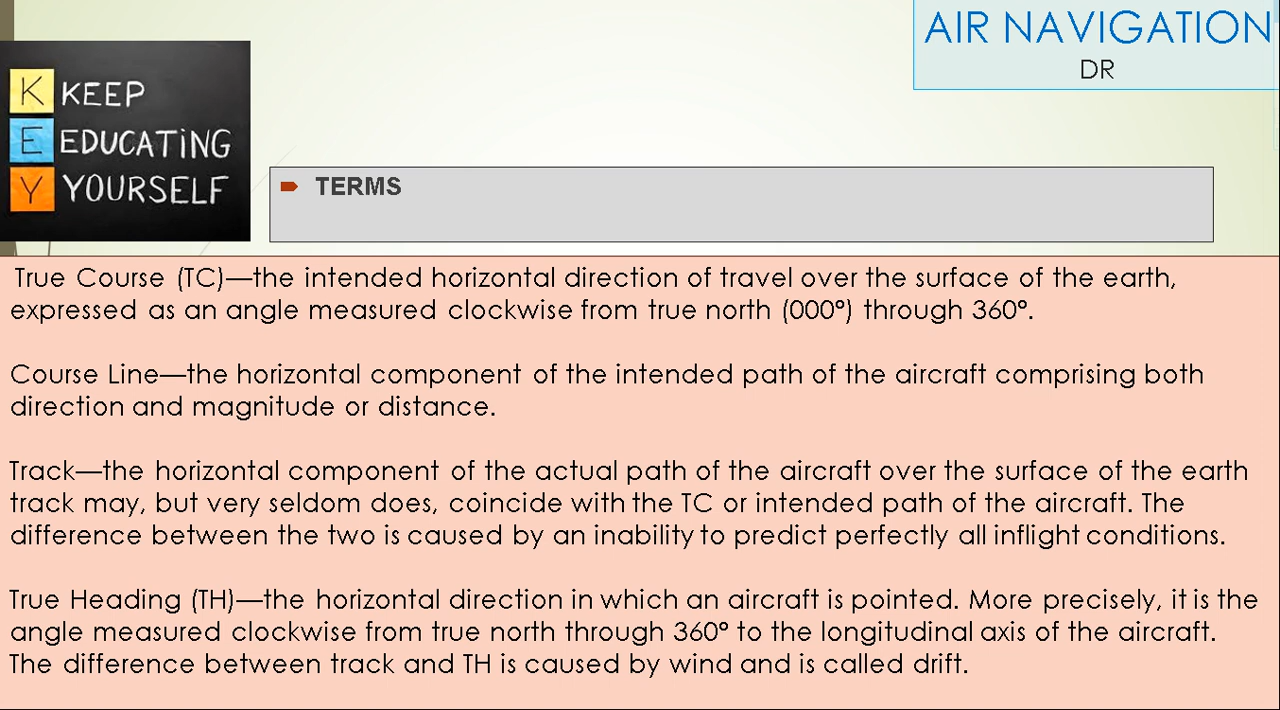 AIR NAVIGATION
DR
K KEEP
E EDUCATING
Y YOURSELF
TERMS
True Course (TC)—the intended horizontal direction of travel over the surface of the earth,
expressed as an angle measured clockwise from true north (000°) through 360°.
Course Line—the horizontal component of the intended path of the aircraft comprising both
direction and magnitude or distance.
Track—the horizontal component of the actual path of the aircraft over the surface of the earth
track may, but very seldom does, coincide with the TC or intended path of the aircraft. The
difference between the two is caused by an inability to predict perfectly all inflight conditions.
True Heading (TH)—the horizontal direction in which an aircraft is pointed. More precisely, it is the
angle measured clockwise from true north through 360° to the longitudinal axis of the aircraft.
The difference between track and TH is caused by wind and is called drift.